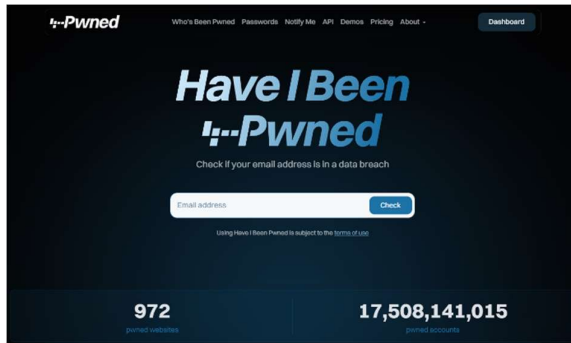 ';--Pwned
Who's Been Pwned Passwords Notify Me API Demos Pricing About
Dashboard
Have I Been
';--Pwned
Check if your email address is in a data breach
Email address
Check
Using Have I Been Pwned is subject to the terms of use
972
pwned websites
17,508,141,015
pwned accounts